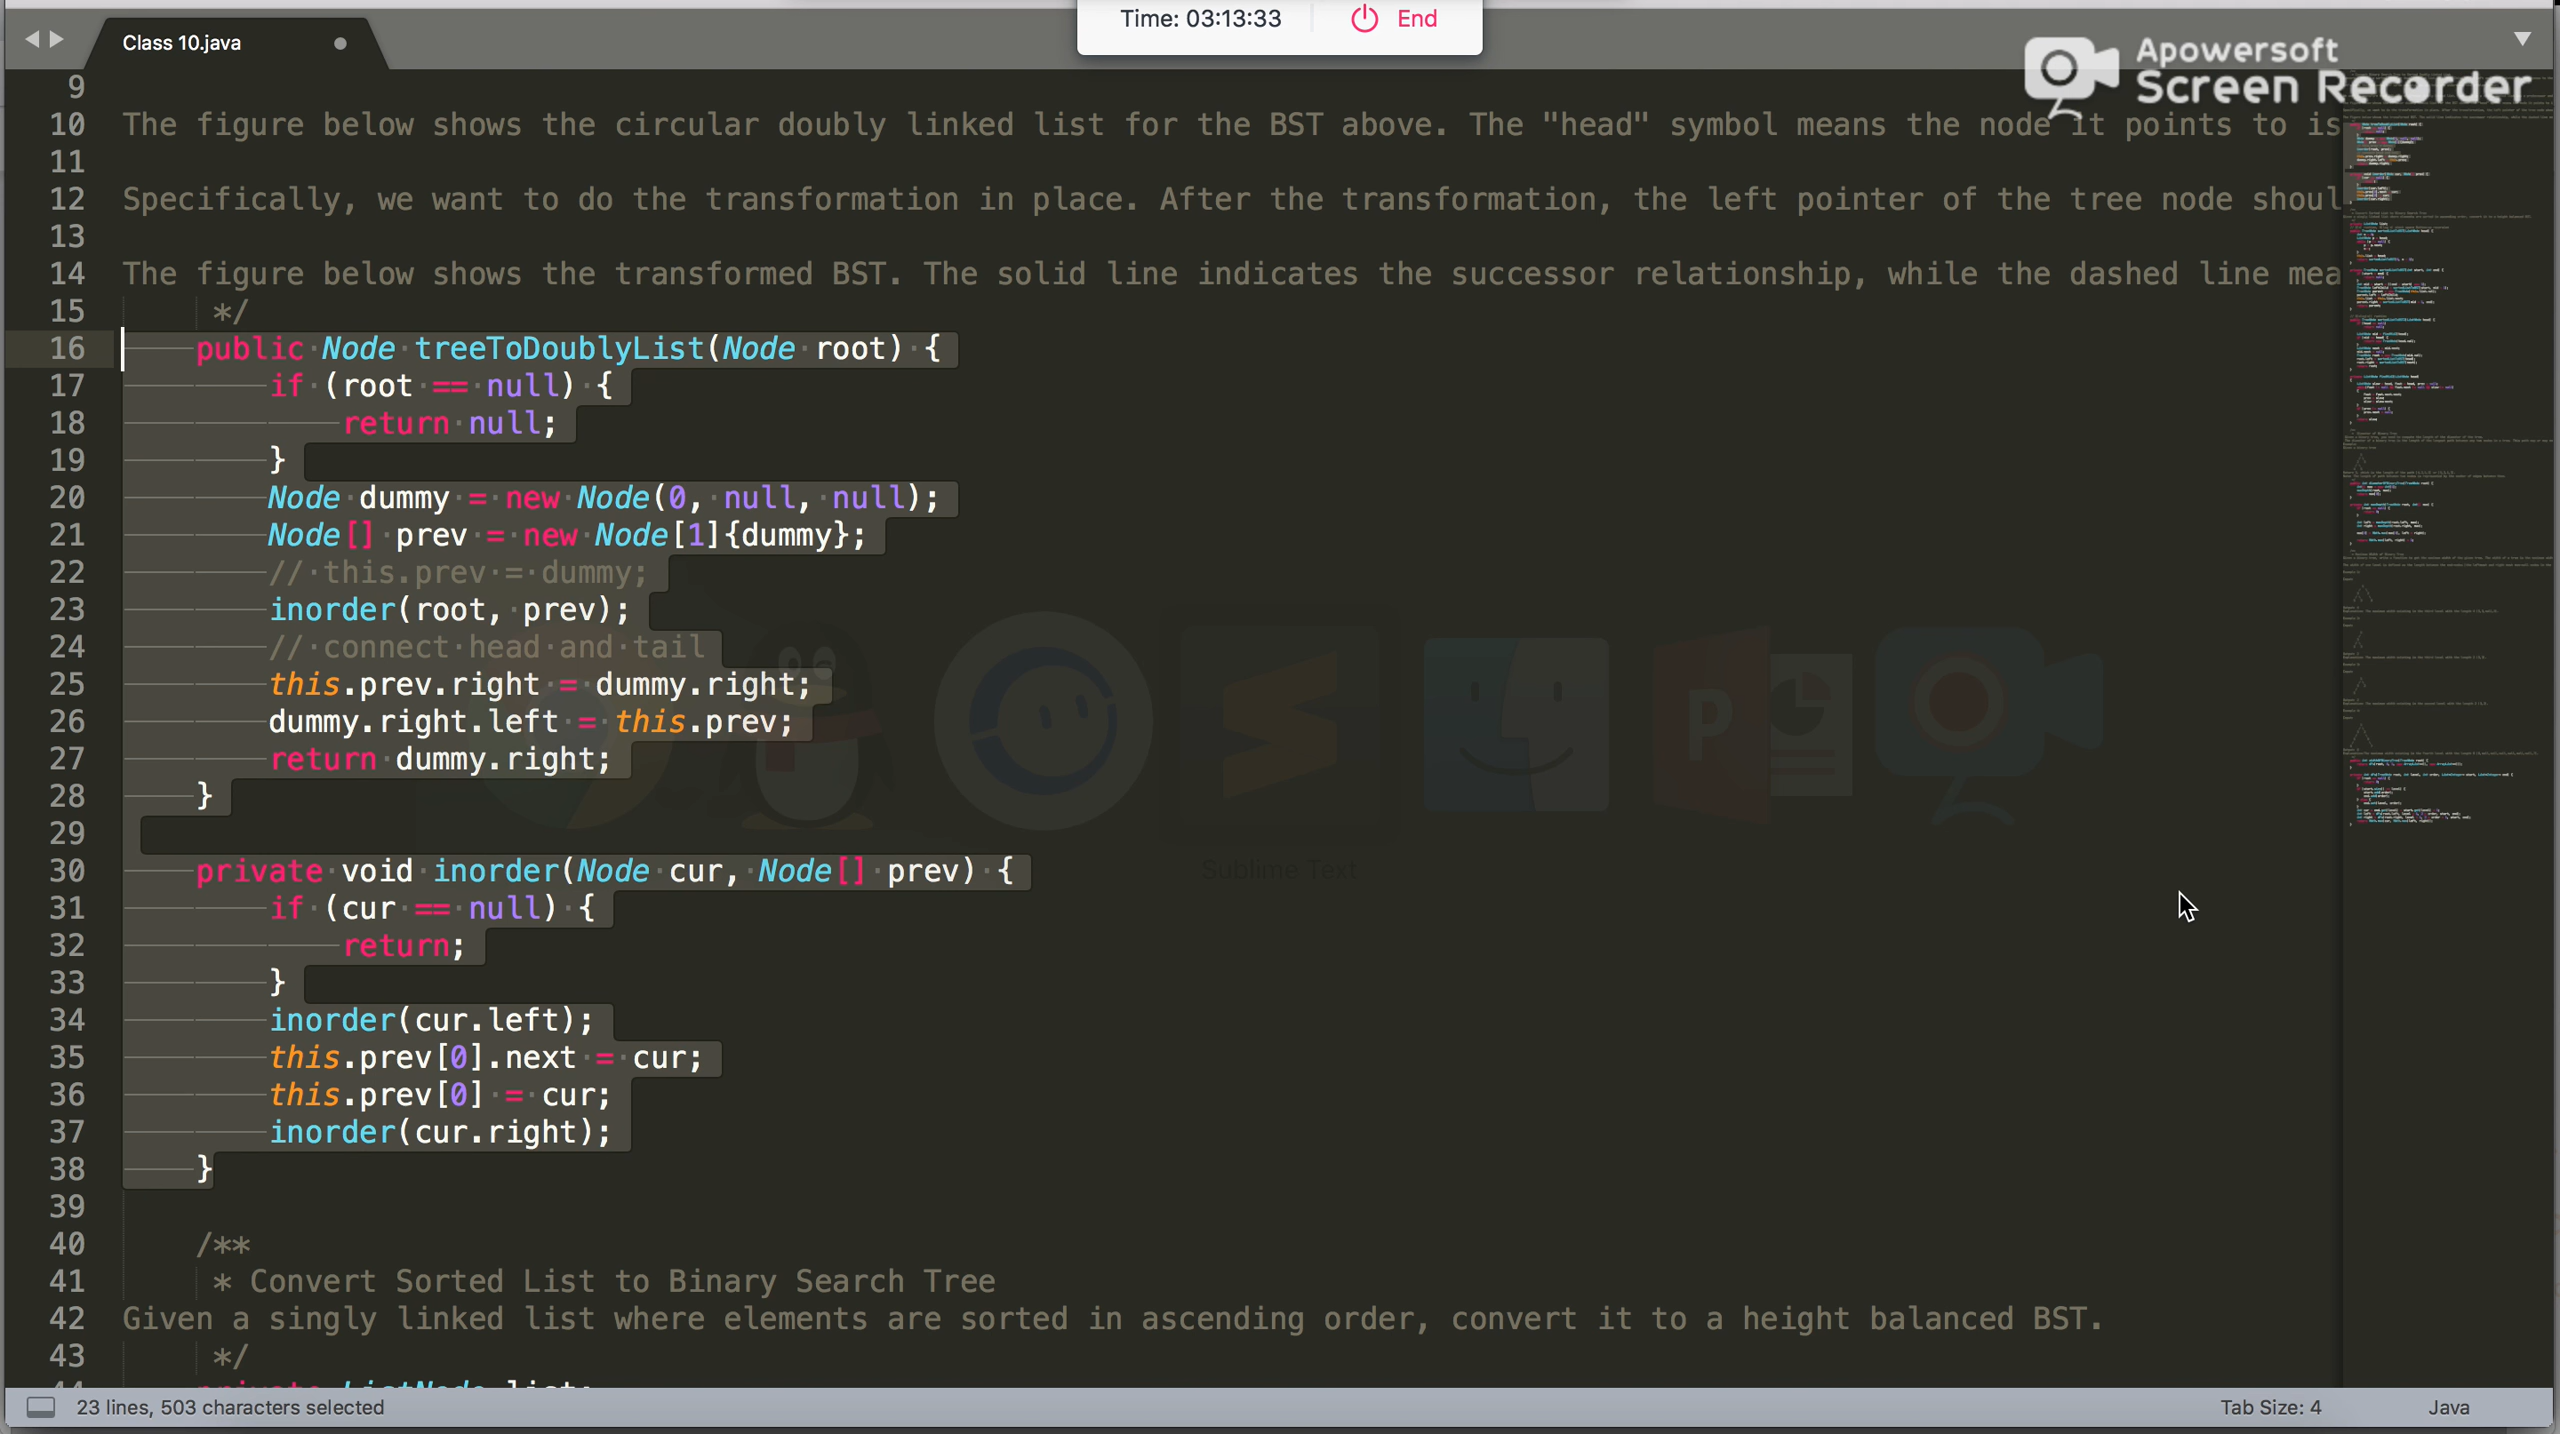 Time: 03:13:33 End
Class 10.java
Apowersoft
Screen Recorder
9
10 The figure below shows the circular doubly linked list for the BST above. The "head" symbol means the node it points to is
11
12 Specifically, we want to do the transformation in place. After the transformation, the left pointer of the tree node shoul
13
14 The figure below shows the transformed BST. The solid line indicates the successor relationship, while the dashed line mea
15 */
16 public Node treeToDoublyList(Node root) {
17 if (root == null) {
18 return null;
19 }
20 Node dummy = new Node(0, null, null);
21 Node[] prev = new Node[1]{dummy};
22 // this.prev = dummy;
23 inorder(root, prev);
24 // connect head and tail
25 this.prev.right = dummy.right;
26 dummy.right.left = this.prev;
27 return dummy.right;
28 }
29
30 private void inorder(Node cur, Node[] prev) {
31 if (cur == null) {
32 return;
33 }
34 inorder(cur.left);
35 this.prev[0].next = cur;
36 this.prev[0] = cur;
37 inorder(cur.right);
38 }
39
40 /**
41 * Convert Sorted List to Binary Search Tree
42 Given a singly linked list where elements are sorted in ascending order, convert it to a height balanced BST.
43 */
44 private ListNode list;
Sublime Text
23 lines, 503 characters selected
Tab Size: 4 Java